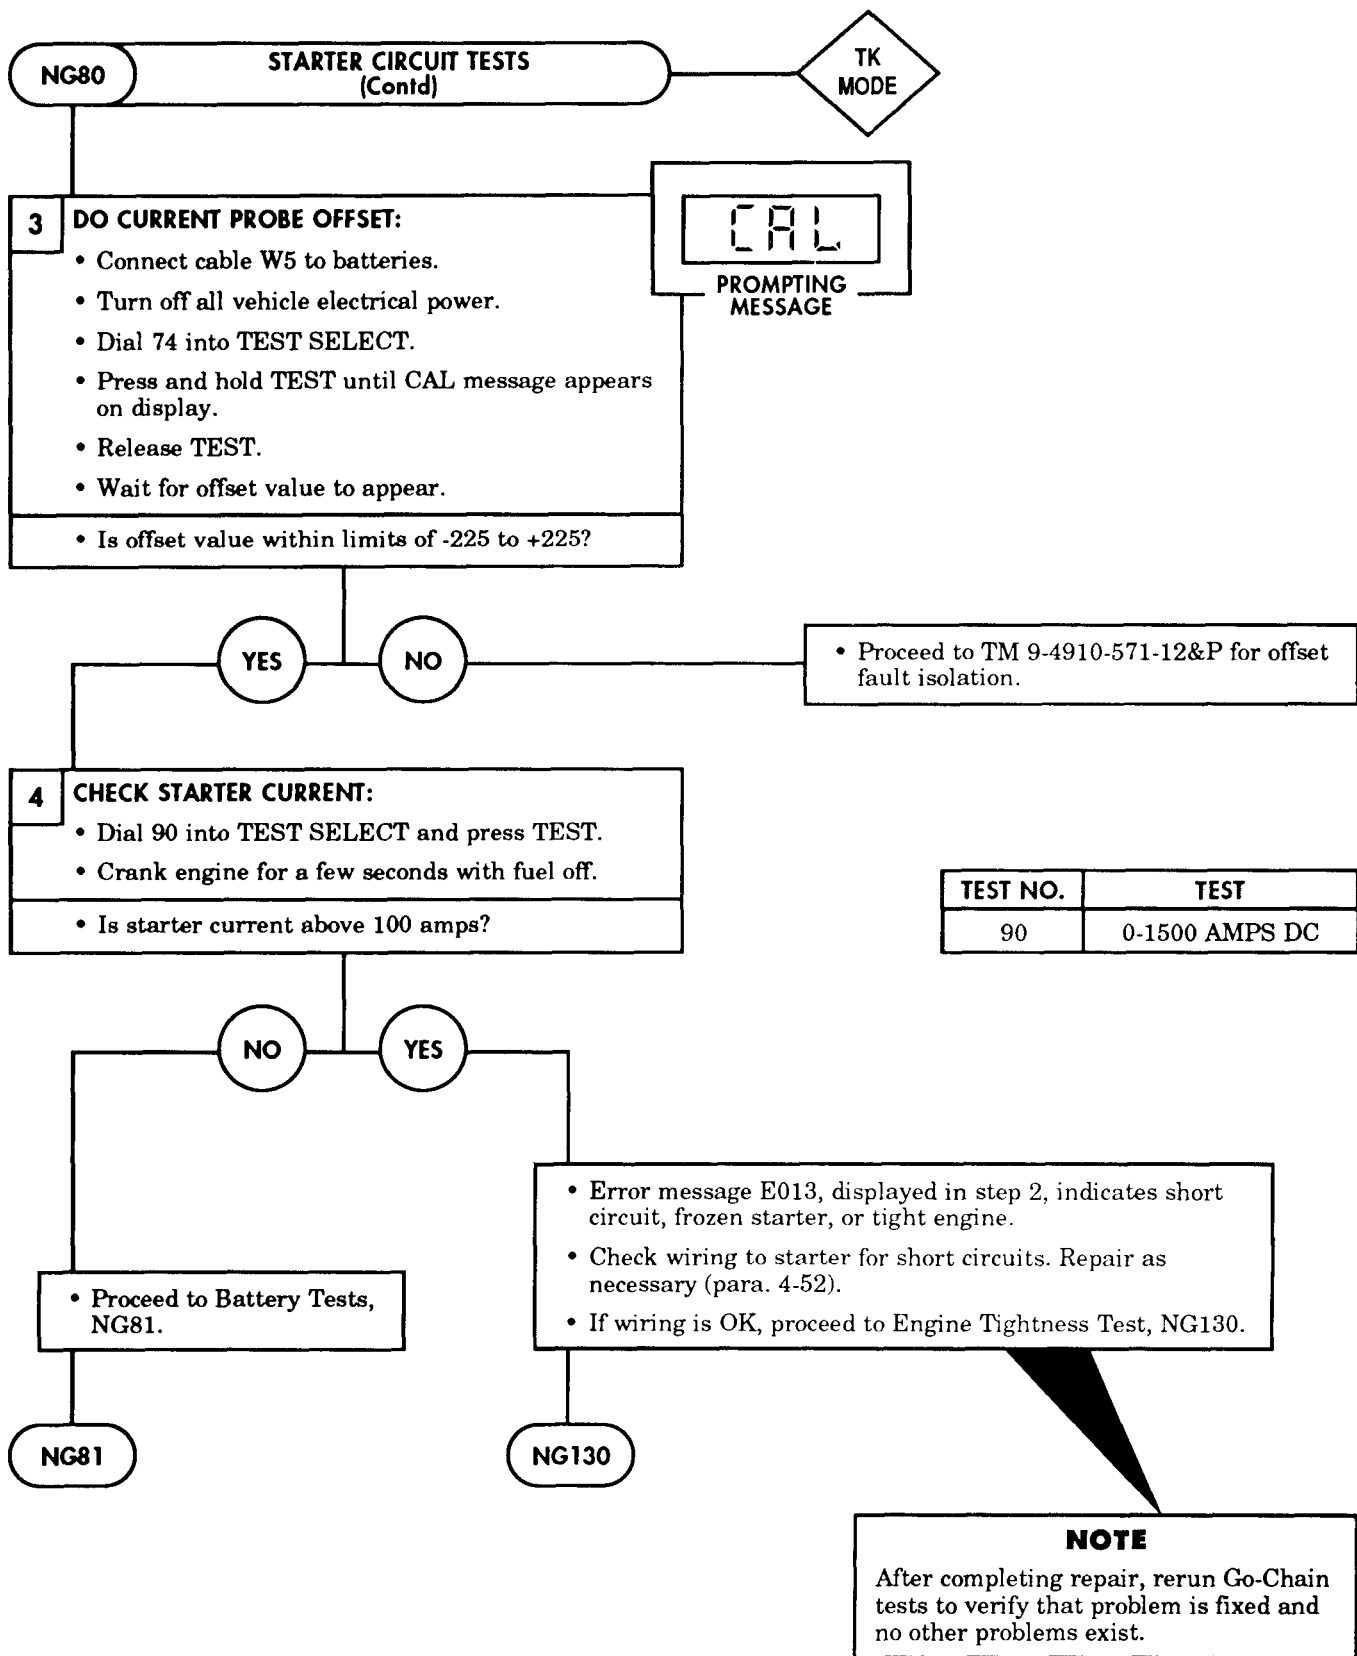 NG80
STARTER CIRCUIT TESTS
(Contd)
TK
MODE
3
DO CURRENT PROBE OFFSET:
• Connect cable W5 to batteries.
• Turn off all vehicle electrical power.
• Dial 74 into TEST SELECT.
• Press and hold TEST until CAL message appears
on display.
• Release TEST.
• Wait for offset value to appear.
• Is offset value within limits of -225 to +225?
CAL
PROMPTING
MESSAGE
YES
NO
• Proceed to TM 9-4910-571-12&P for offset
fault isolation.
4
CHECK STARTER CURRENT:
• Dial 90 into TEST SELECT and press TEST.
• Crank engine for a few seconds with fuel off.
• Is starter current above 100 amps?
TEST NO. TEST
90 0-1500 AMPS DC
NO
YES
• Proceed to Battery Tests,
NG81.
• Error message E013, displayed in step 2, indicates short
circuit, frozen starter, or tight engine.
• Check wiring to starter for short circuits. Repair as
necessary (para. 4-52).
• If wiring is OK, proceed to Engine Tightness Test, NG130.
NG81
NG130
NOTE
After completing repair, rerun Go-Chain
tests to verify that problem is fixed and
no other problems exist.